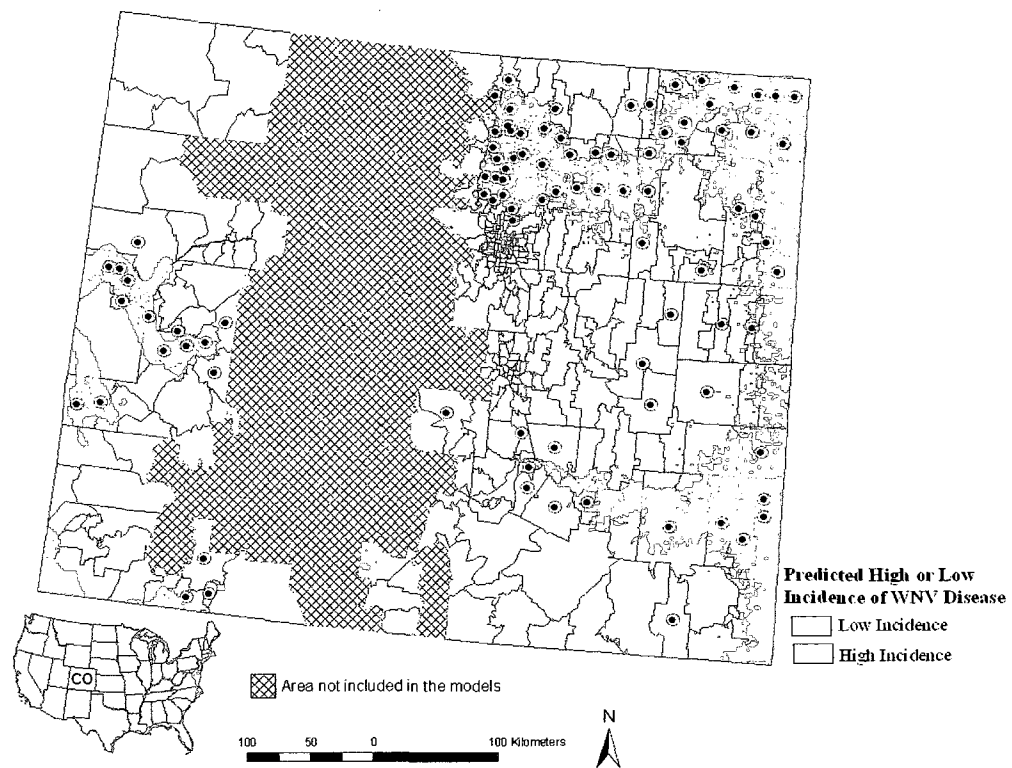 Predicted High or Low
Incidence of WNV Disease
Low Incidence
High Incidence
CO
Area not included in the models
N
100 50 0 100 Kilometers